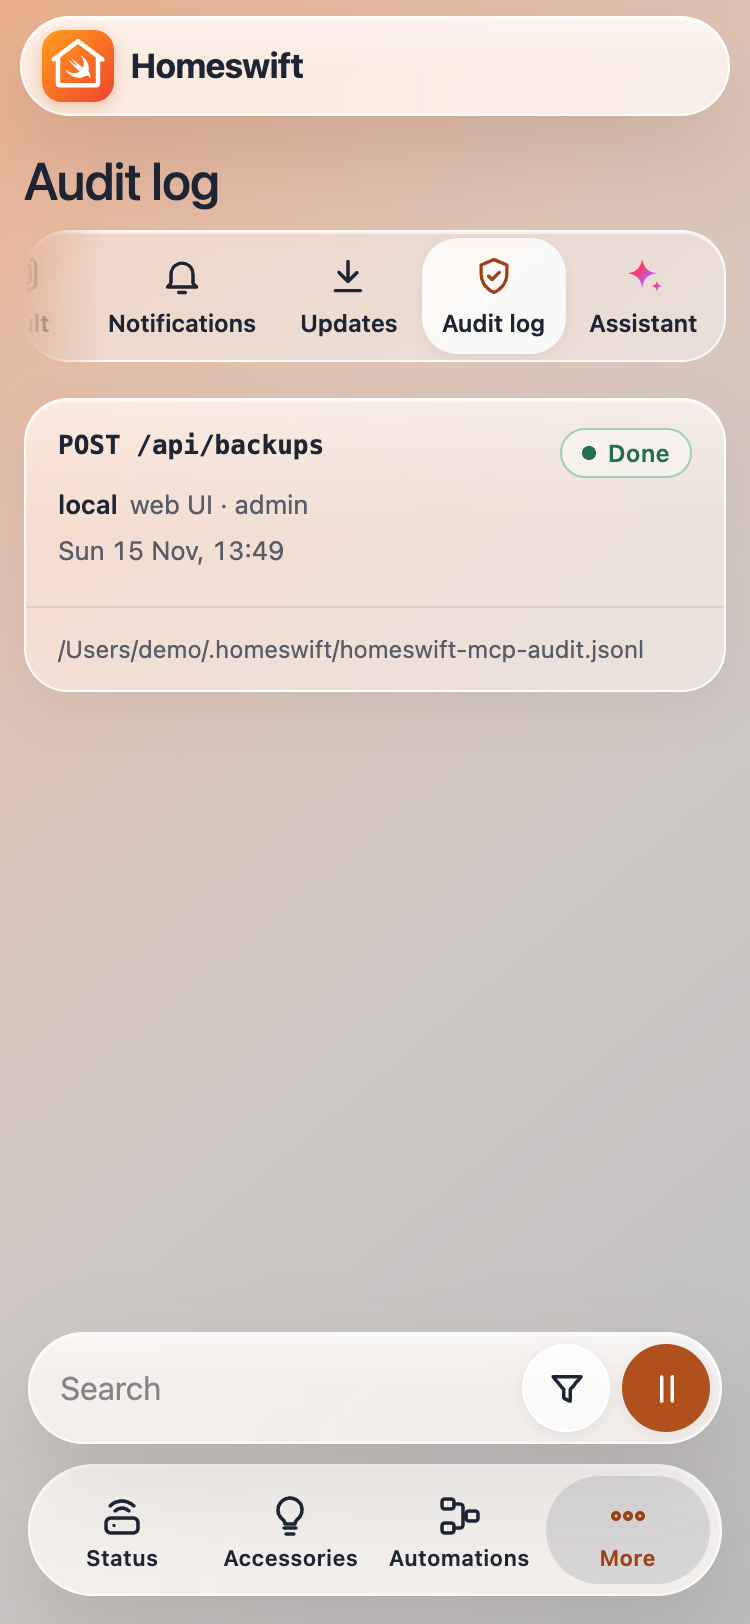 Homeswift
Audit log
Notifications
Updates
Audit log
Assistant
POST /api/backups
Done
local web UI · admin
Sun 15 Nov, 13:49
/Users/demo/.homeswift/homeswift-mcp-audit.jsonl
Search
Status
Accessories
Automations
More